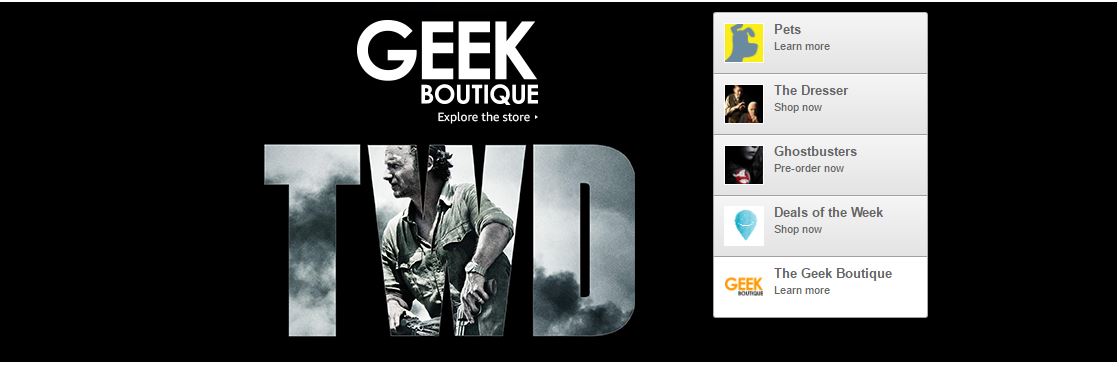 GEEK
BOUTIQUE
Explore the store
TWD
Pets
Learn more
The Dresser
Shop now
Ghostbusters
Pre-order now
Deals of the Week
Shop now
GEEK
BOUTIQUE
The Geek Boutique
Learn more